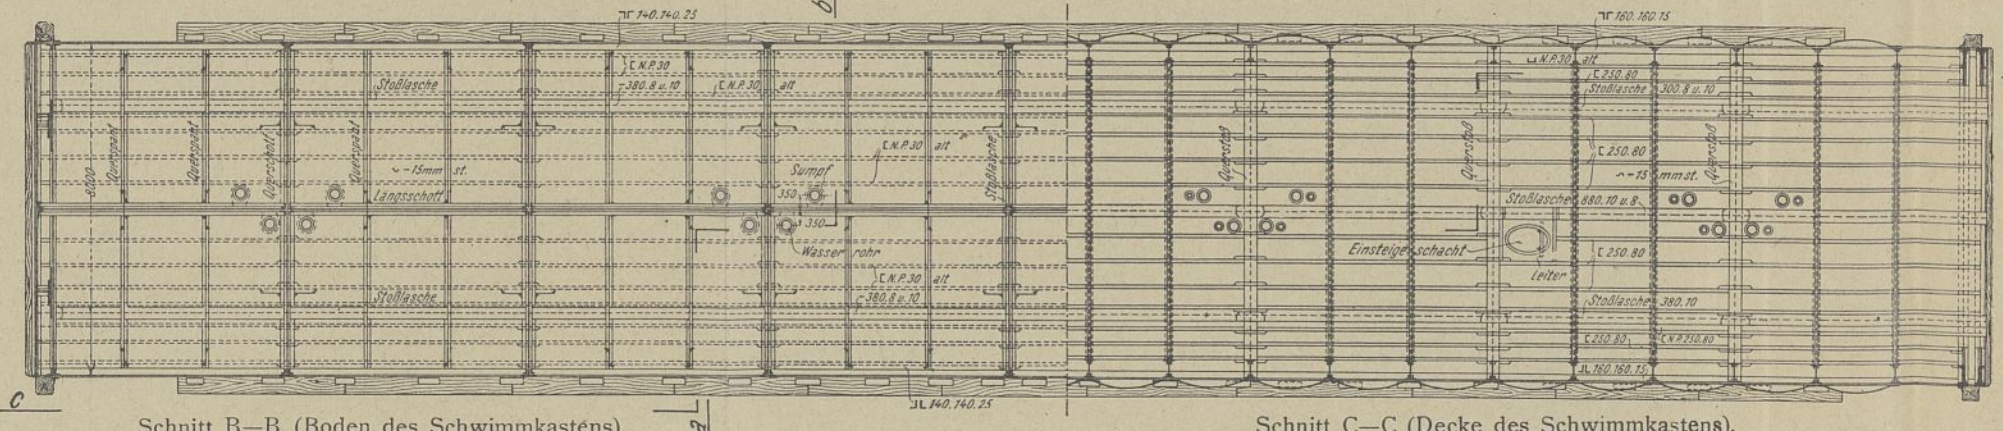 b
⅂Γ 140.140.25
⅂Γ 160.160.15
[ N.P. 30
Stoßlasche
380.8 u. 10
[ N.P. 30 alt
N.P. 30 alt
[ 250.80
Stoßlasche 300.8 u. 10
8000
Querspant
Querspant
Querschott
Querspant
~ -15mm st.
Längsschott
Sumpf
350
350
[ N.P. 30 alt
Stoßlasche
Wasserrohr
Querstoß
Querstoß
Querstoß
[ 250.80
~ -15 mm st.
Stoßlasche 880.10 u. 8
Einsteigeschacht
[ 250.80
Leiter
Stoßlasche
[ N.P. 30 alt
380.8 u. 10
Stoßlasche 380.10
[ 250.80
[ N.P. 250.80
⅃L 160.160.15
⅃L 140.140.25
C
a
Schnitt B—B (Boden des Schwimmkastens)
Schnitt C—C (Decke des Schwimmkastens).